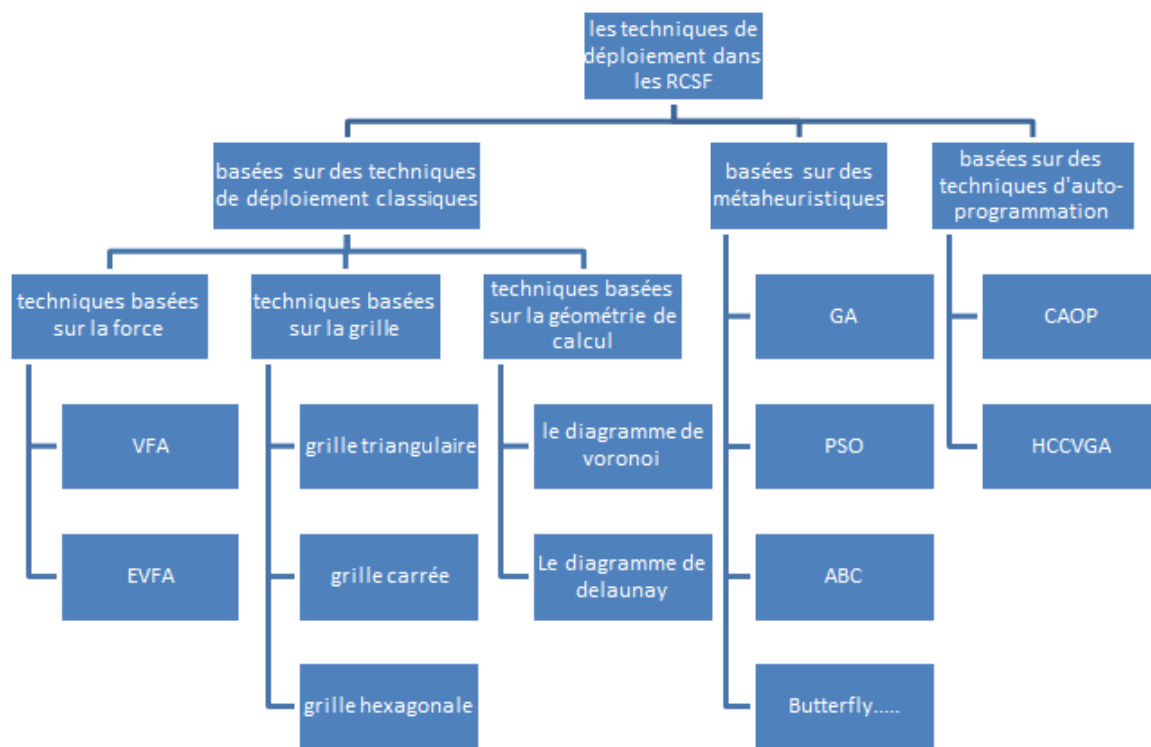 les techniques de
déploiement dans
les RCSF
basées sur des techniques
de déploiement classiques
basées sur des
métaheuristiques
basées sur des
techniques d'auto-
programmation
techniques basées
sur la force
techniques basées
sur la grille
techniques basées
sur la géométrie de
calcul
GA
CAOP
VFA
grille triangulaire
le diagramme de
voronoi
PSO
HCCVGA
EVFA
grille carrée
Le diagramme de
delaunay
ABC
grille hexagonale
Butterfly.....